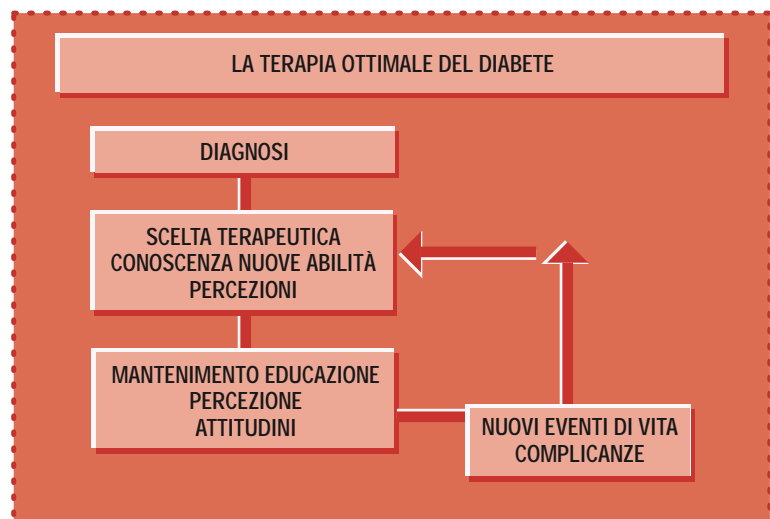 LA TERAPIA OTTIMALE DEL DIABETE
DIAGNOSI
SCELTA TERAPEUTICA
CONOSCENZA NUOVE ABILITÀ
PERCEZIONI
MANTENIMENTO EDUCAZIONE
PERCEZIONE
ATTITUDINI
NUOVI EVENTI DI VITA
COMPLICANZE